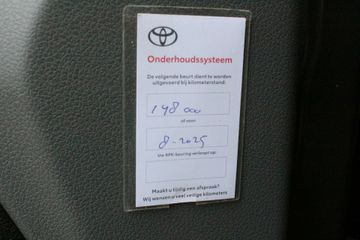 Onderhoudssysteem
De volgende beurt dient te worden
uitgevoerd bij kilometerstand:
148 000
of voor:
8-2025
Uw APK-keuring verloopt op:
Maakt u tijdig een afspraak?
Wij wensen u veel veilige kilometers